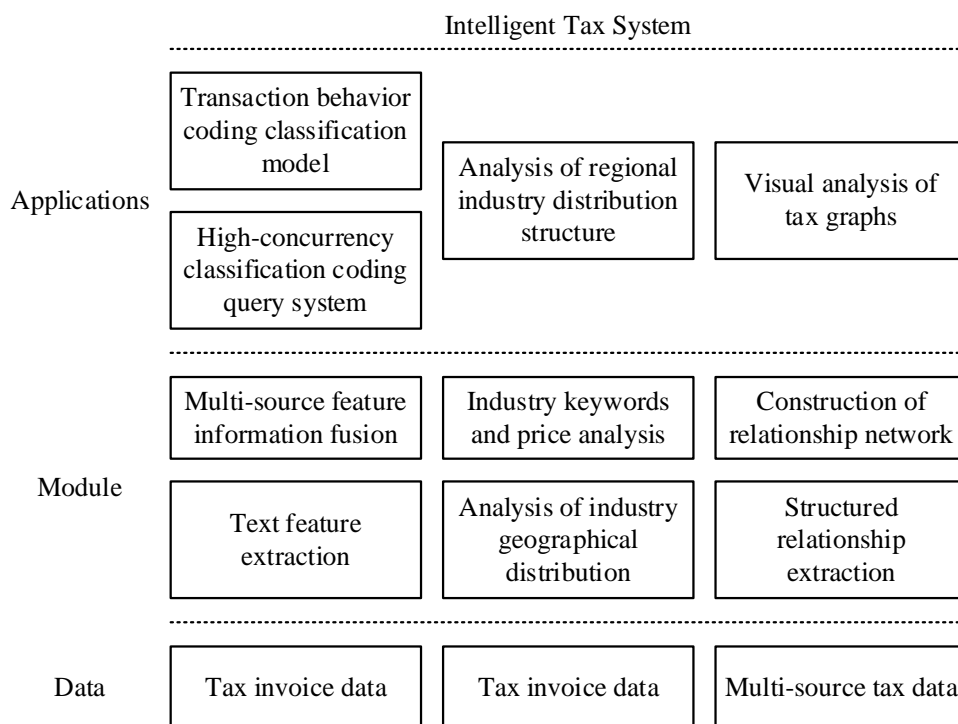 Intelligent Tax System
Applications
Transaction behavior
coding classification
model
High-concurrency
classification coding
query system
Analysis of regional
industry distribution
structure
Visual analysis of
tax graphs
Module
Multi-source feature
information fusion
Industry keywords
and price analysis
Construction of
relationship network
Text feature
extraction
Analysis of industry
geographical
distribution
Structured
relationship
extraction
Data
Tax invoice data
Tax invoice data
Multi-source tax data